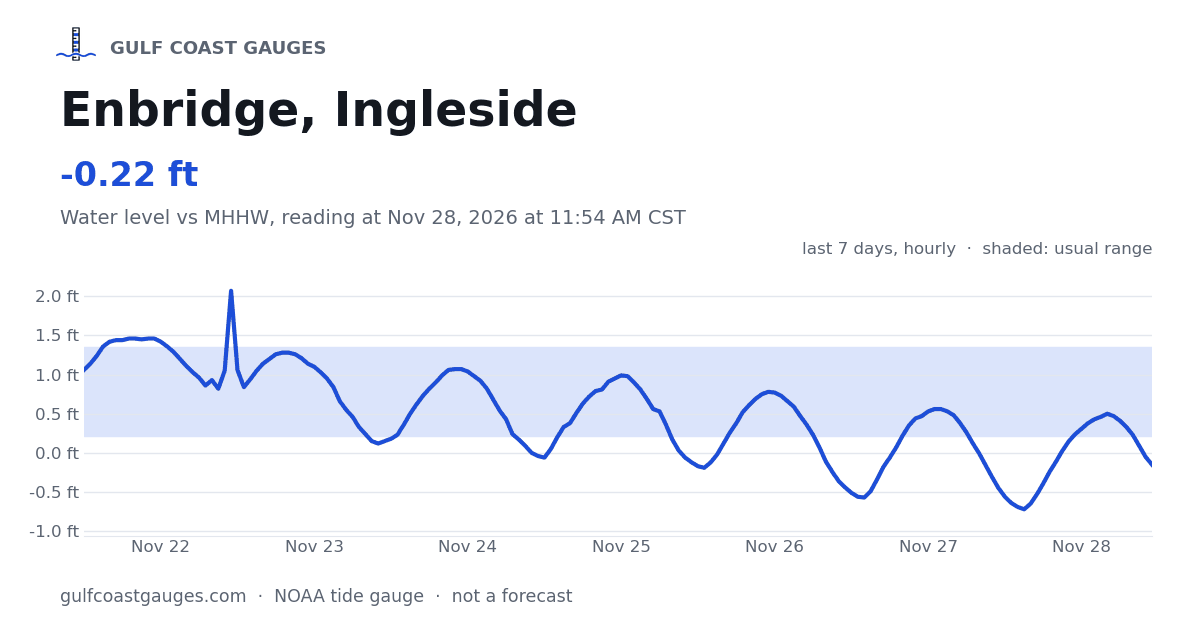 GULF COAST GAUGES
Enbridge, Ingleside
-0.22 ft
Water level vs MHHW, reading at Nov 28, 2026 at 11:54 AM CST
last 7 days, hourly · shaded: usual range
2.0 ft
1.5 ft
1.0 ft
0.5 ft
0.0 ft
-0.5 ft
-1.0 ft
Nov 22 Nov 23 Nov 24 Nov 25 Nov 26 Nov 27 Nov 28
gulfcoastgauges.com · NOAA tide gauge · not a forecast